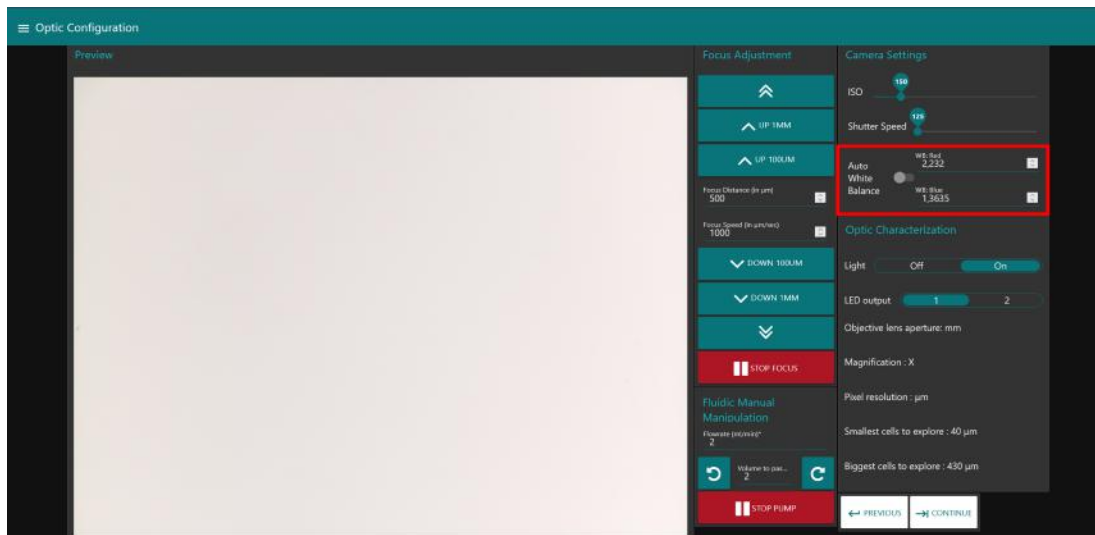 Optic Configuration
Preview
Focus Adjustment
UP 1MM
UP 100UM
Focus Distance (in µm)
500
Focus Speed (in µm/sec)
1000
DOWN 100UM
DOWN 1MM
STOP FOCUS
Fluidic Manual
Manipulation
Flowrate (ml/min)*
2
Volume to pas...
2
STOP PUMP
Camera Settings
ISO
150
Shutter Speed
125
Auto
White
Balance
WB: Red
2,232
WB: Blue
1,3635
Optic Characterization
Light Off On
LED output 1 2
Objective lens aperture: mm
Magnification : X
Pixel resolution : µm
Smallest cells to explore : 40 µm
Biggest cells to explore : 430 µm
PREVIOUS
CONTINUE